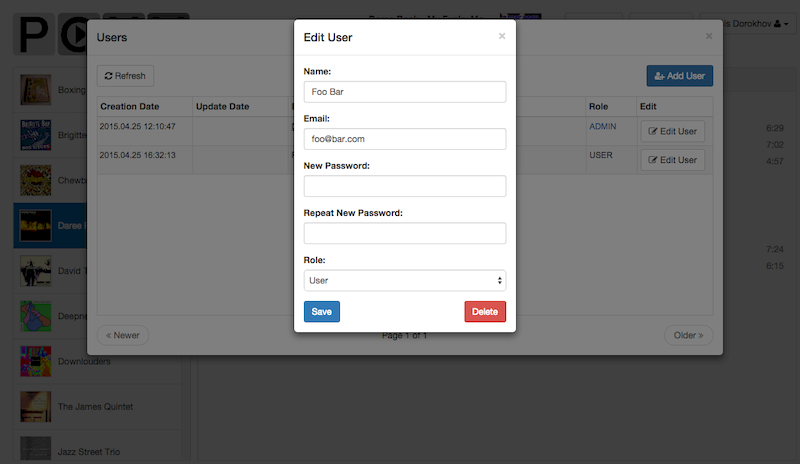 Dorokhov
Users
×
Edit User
×
Refresh
Add User
Creation Date Update Date Role Edit
2015.04.25 12:10:47 ADMIN Edit User
2015.04.25 16:32:13 USER Edit User
Name:
Foo Bar
Email:
foo@bar.com
New Password:
Repeat New Password:
Role:
User
Save Delete
« Newer Page 1 of 1 Older »
Boxing
Brigitte
Chewb
Daree
David
Deepne
Downlouders
The James Quintet
Jazz Street Trio
6:29
7:02
4:57
7:24
6:15